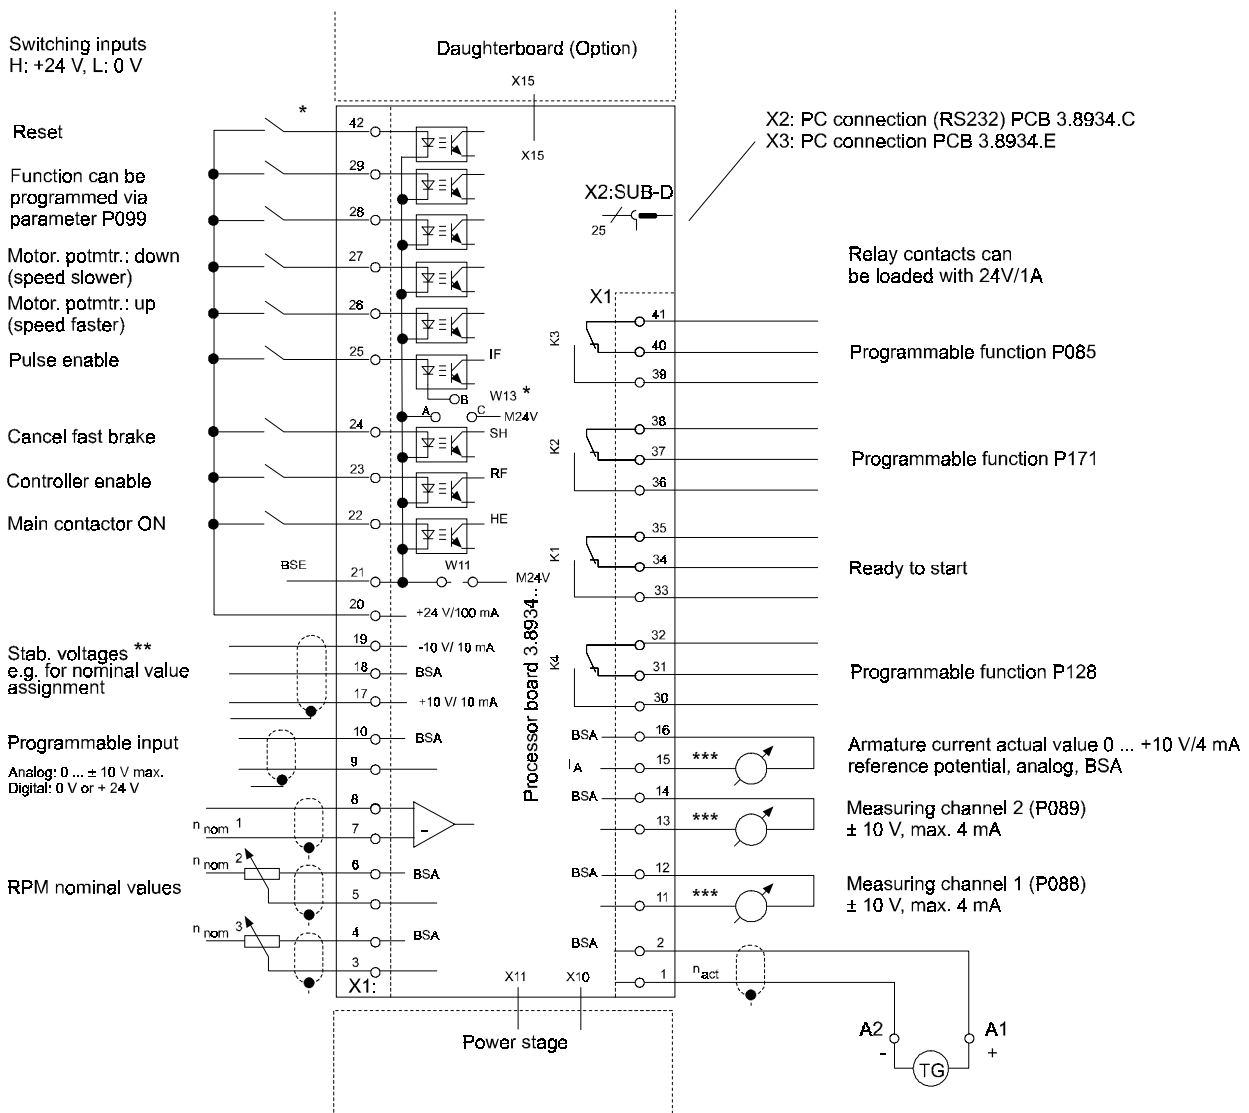 Switching inputs
H: +24 V, L: 0 V
Daughterboard (Option)
X15
X15
X2: PC connection (RS232) PCB 3.8934.C
X3: PC connection PCB 3.8934.E
X2:SUB-D
25
Relay contacts can
be loaded with 24V/1A
Reset
*
42
Function can be
programmed via
parameter P099
29
28
Motor. potmtr.: down
(speed slower)
27
Motor. potmtr.: up
(speed faster)
26
Pulse enable
25
IF
B
W13 *
A
C
M24V
Cancel fast brake
24
SH
Controller enable
23
RF
Main contactor ON
22
HE
BSE
21
W11
M24V
20
+24 V/100 mA
Stab. voltages **
e.g. for nominal value
assignment
19
-10 V/ 10 mA
18
BSA
17
+10 V/ 10 mA
Programmable input
Analog: 0 ... ± 10 V max.
Digital: 0 V or + 24 V
10
BSA
9
8
n nom 1
7
-
RPM nominal values
n nom 2
6
BSA
5
n nom 3
4
BSA
3
X1:
Processor board 3.8934...
X1
K3
41
40
39
Programmable function P085
K2
38
37
36
Programmable function P171
K1
35
34
33
Ready to start
K4
32
31
30
Programmable function P128
BSA
16
IA
15
***
Armature current actual value 0 ... +10 V/4 mA
reference potential, analog, BSA
BSA
14
13
***
Measuring channel 2 (P089)
± 10 V, max. 4 mA
BSA
12
11
***
Measuring channel 1 (P088)
± 10 V, max. 4 mA
BSA
2
1
n act
X11
X10
Power stage
A2
-
A1
+
TG